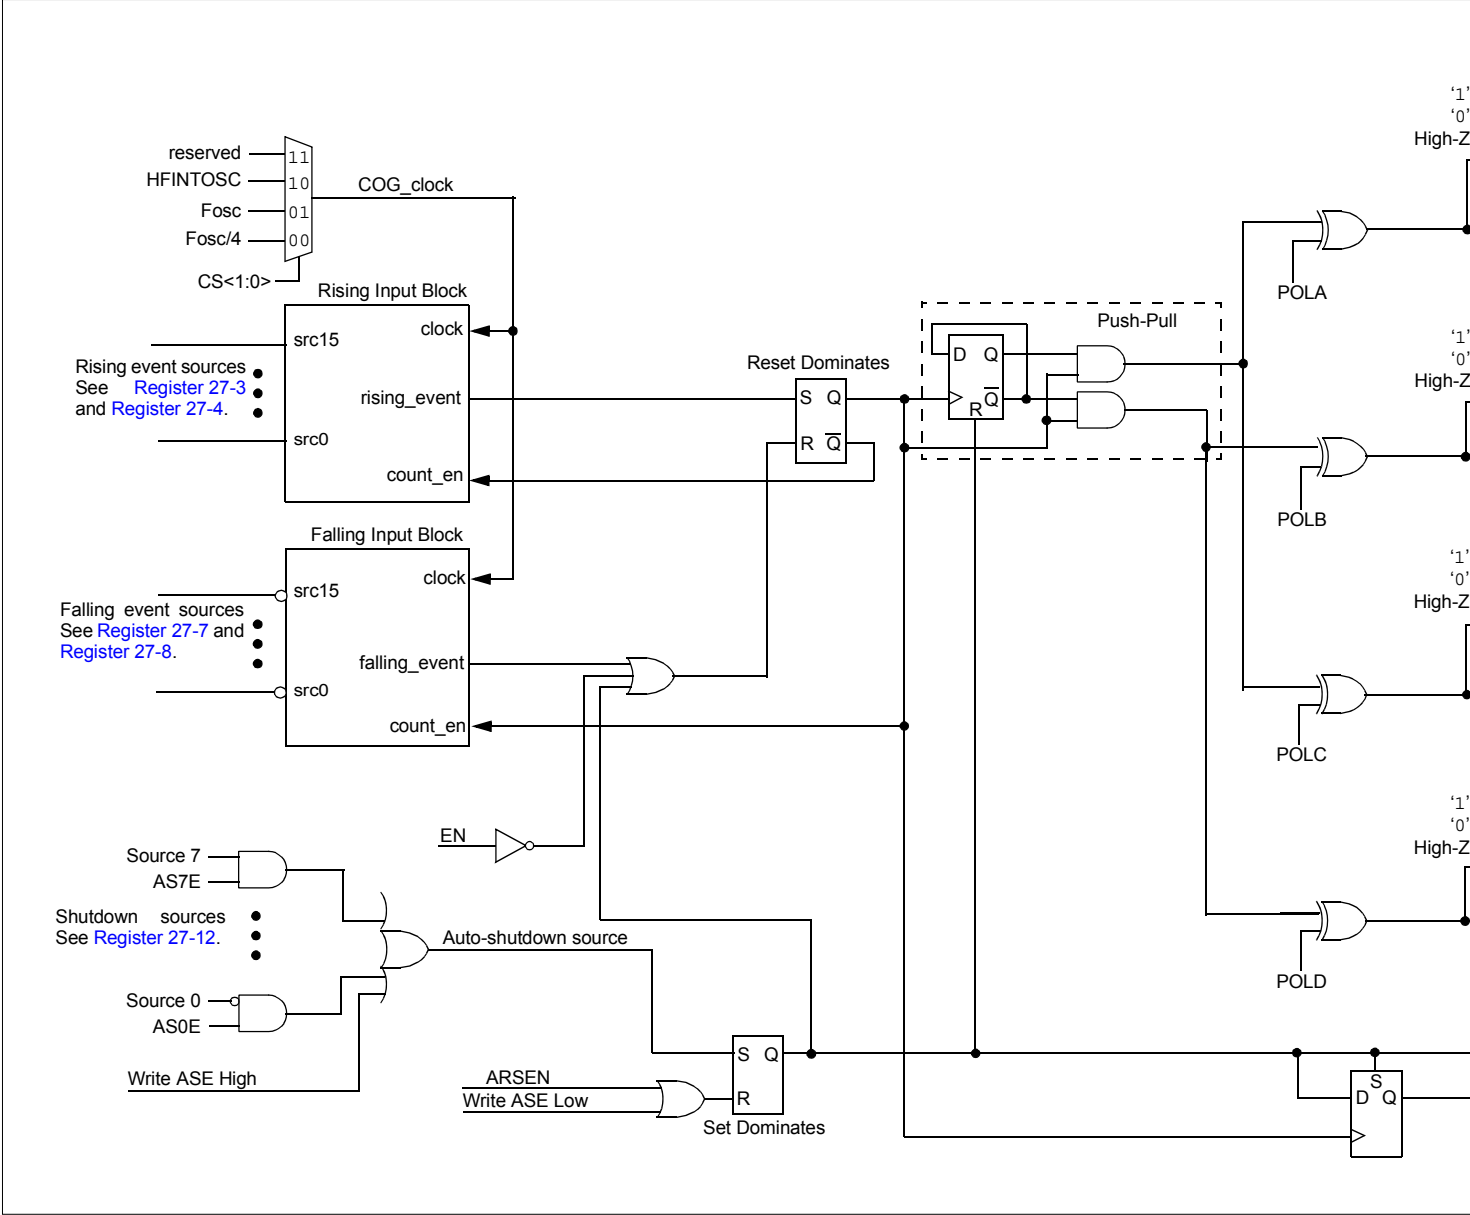 ‘1’
‘0’
High-Z
reserved
11
HFINTOSC
10
COG_clock
Fosc
01
Fosc/4
00
CS<1:0>
Rising Input Block
clock
src15
Rising event sources
See Register 27-3
and Register 27-4.
rising_event
src0
count_en
Reset Dominates
S Q
R Q
Push-Pull
D Q
R Q
POLA
‘1’
‘0’
High-Z
POLB
Falling Input Block
clock
src15
Falling event sources
See Register 27-7 and
Register 27-8.
falling_event
src0
count_en
‘1’
‘0’
High-Z
POLC
EN
Source 7
AS7E
Shutdown sources
See Register 27-12.
Auto-shutdown source
Source 0
AS0E
Write ASE High
ARSEN
Write ASE Low
S Q
R
Set Dominates
‘1’
‘0’
High-Z
POLD
S
D Q